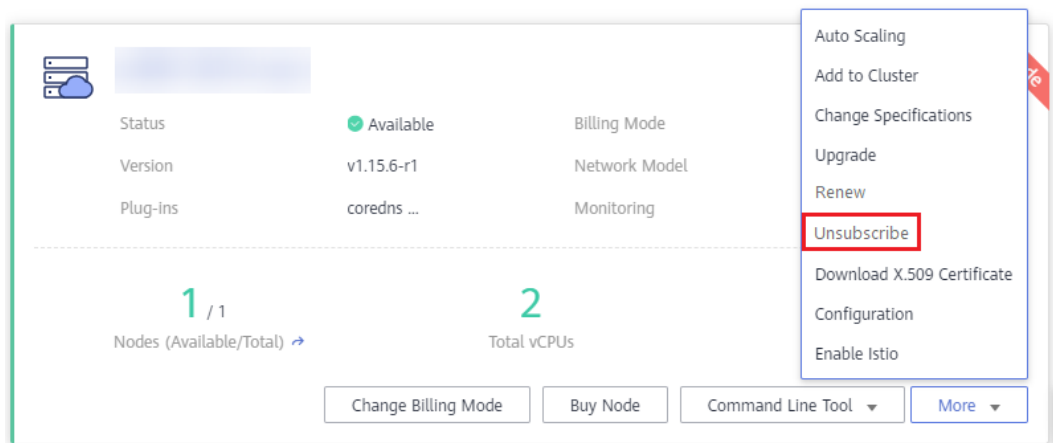 Status
Available
Billing Mode
Version
v1.15.6-r1
Network Model
Plug-ins
coredns ...
Monitoring
1 / 1
Nodes (Available/Total)
2
Total vCPUs
Change Billing Mode
Buy Node
Command Line Tool
More
Auto Scaling
Add to Cluster
Change Specifications
Upgrade
Renew
Unsubscribe
Download X.509 Certificate
Configuration
Enable Istio